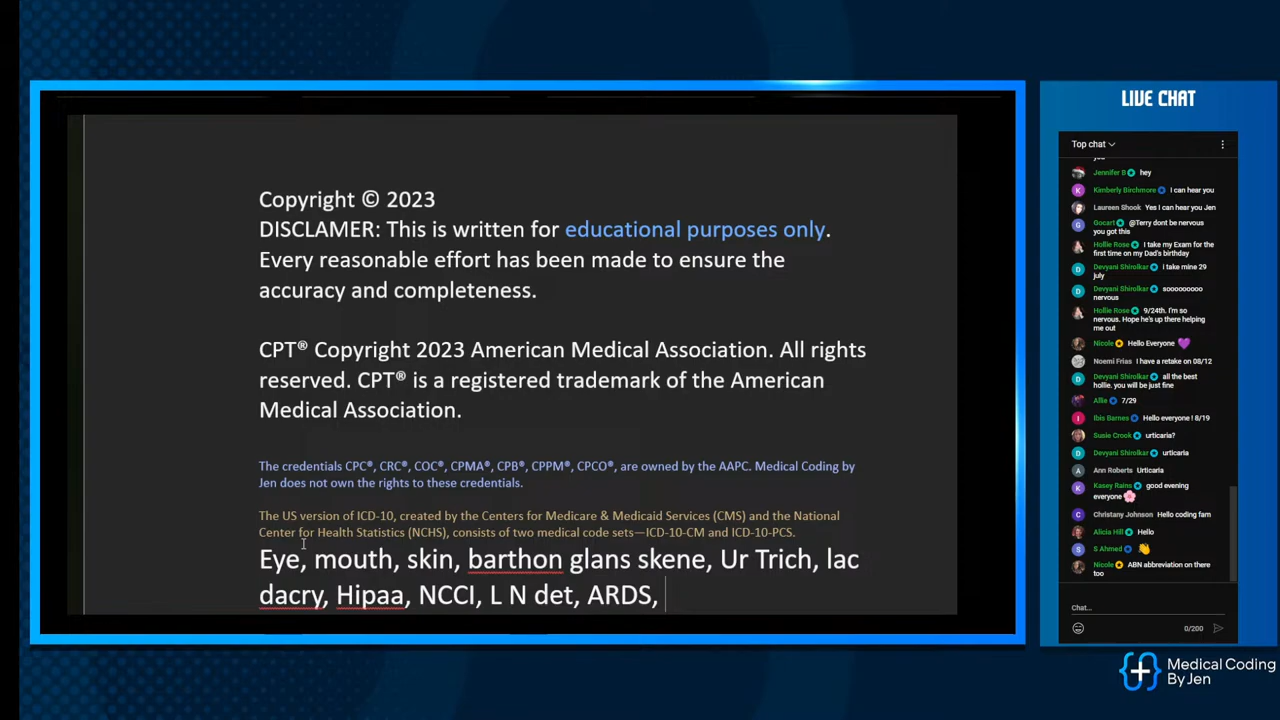 Copyright © 2023
DISCLAMER: This is written for educational purposes only.
Every reasonable effort has been made to ensure the
accuracy and completeness.
CPT® Copyright 2023 American Medical Association. All rights
reserved. CPT® is a registered trademark of the American
Medical Association.
The credentials CPC®, CRC®, COC®, CPMA®, CPB®, CPPM®, CPCO®, are owned by the AAPC. Medical Coding by
Jen does not own the rights to these credentials.
The US version of ICD-10, created by the Centers for Medicare & Medicaid Services (CMS) and the National
Center for Health Statistics (NCHS), consists of two medical code sets—ICD-10-CM and ICD-10-PCS.
Eye, mouth, skin, barthon glans skene, Ur Trich, lac
dacry, Hipaa, NCCI, L N det, ARDS,
LIVE CHAT
Top chat
you
Jennifer B hey
Kimberly Birchmore I can hear you
Laureen Shook Yes I can hear you Jen
Gocart @Terry dont be nervous
you got this
Hollie Rose I take my Exam for the
first time on my Dad's birthday
Devyani Shirolkar i take mine 29
july
Devyani Shirolkar sooooooooo
nervous
Hollie Rose 9/24th. I'm so
nervous. Hope he's up there helping
me out
Nicole Hello Everyone 💜
Noemi Frias I have a retake on 08/12
Devyani Shirolkar all the best
hollie. you will be just fine
Allie 7/29
Ibis Barnes Hello everyone ! 8/19
Susie Crook urticaria?
Devyani Shirolkar urticaria
Ann Roberts Urticaria
Kasey Rains good evening
everyone🌸
Christany Johnson Hello coding fam
Alicia Hill Hello
S Ahmed 👋
Nicole ABN abbreviation on there
too
Chat...
0/200
Medical Coding
By Jen